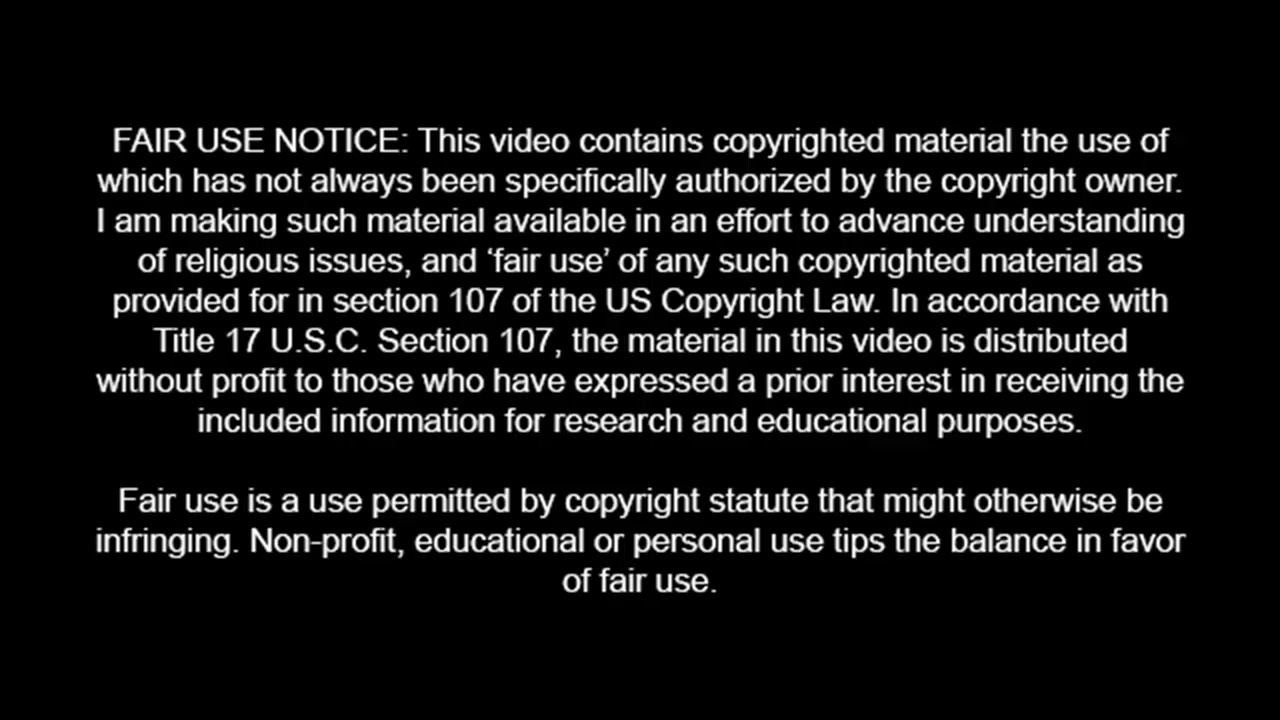 FAIR USE NOTICE: This video contains copyrighted material the use of
which has not always been specifically authorized by the copyright owner.
I am making such material available in an effort to advance understanding
of religious issues, and ‘fair use’ of any such copyrighted material as
provided for in section 107 of the US Copyright Law. In accordance with
Title 17 U.S.C. Section 107, the material in this video is distributed
without profit to those who have expressed a prior interest in receiving the
included information for research and educational purposes.
Fair use is a use permitted by copyright statute that might otherwise be
infringing. Non-profit, educational or personal use tips the balance in favor
of fair use.